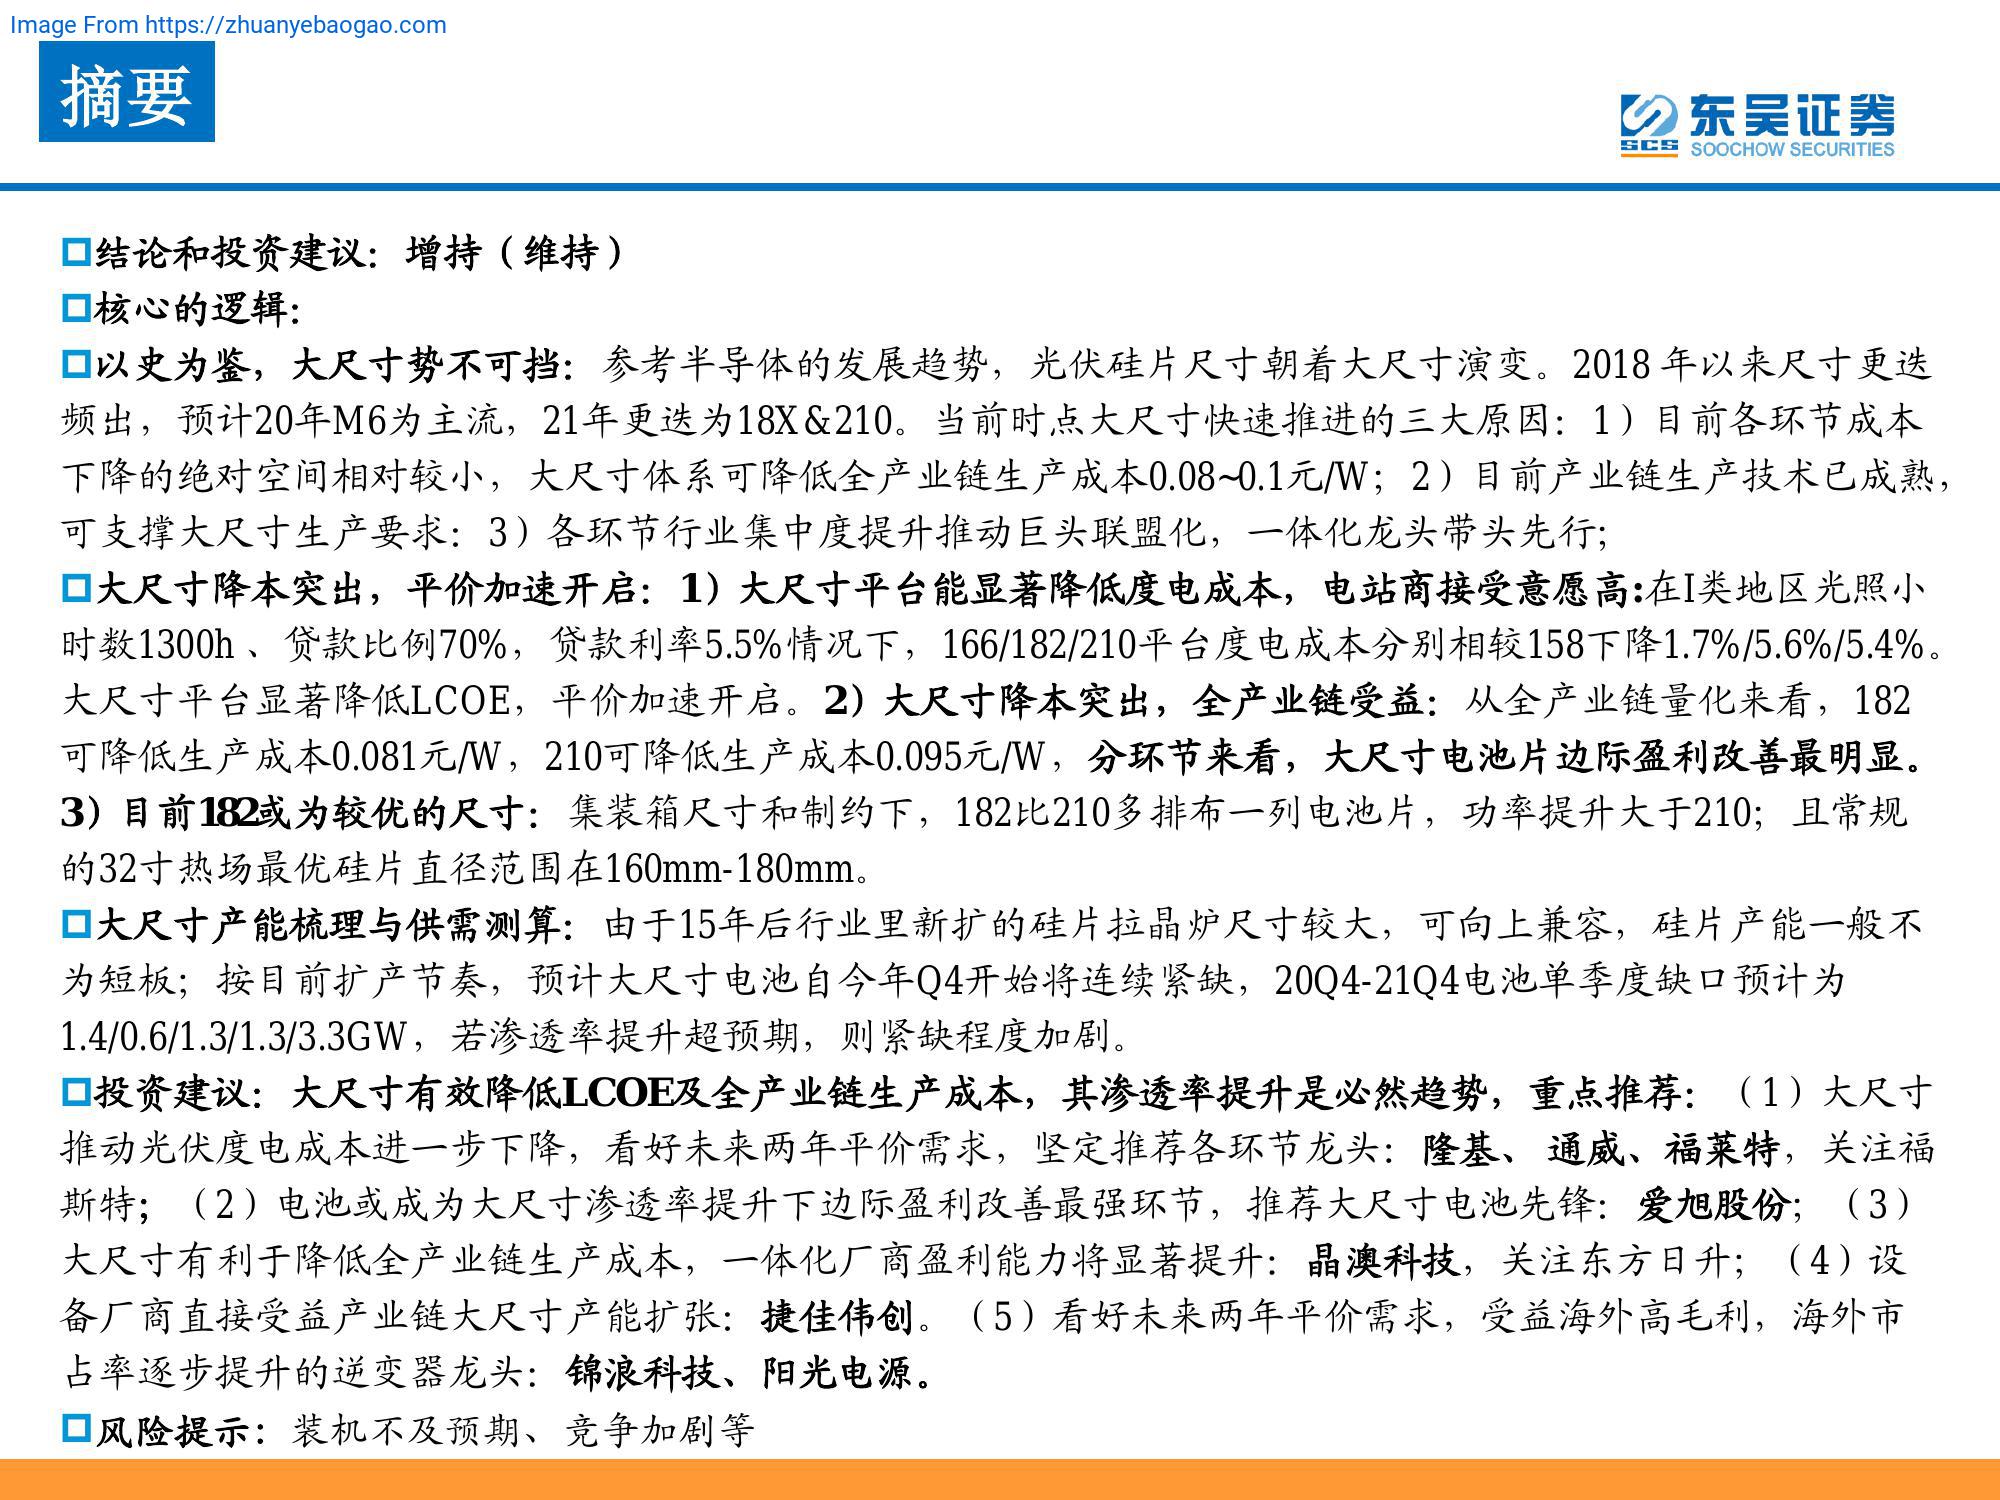 Image From https://zhuanyebaogao.com
摘要
东吴证券
SCS
SOOCHOW SECURITIES
结论和投资建议：增持（维持）
核心的逻辑：
以史为鉴，大尺寸势不可挡：参考半导体的发展趋势，光伏硅片尺寸朝着大尺寸演变。2018 年以来尺寸更迭
频出，预计20年M6为主流，21年更迭为18X＆210。当前时点大尺寸快速推进的三大原因：1）目前各环节成本
下降的绝对空间相对较小，大尺寸体系可降低全产业链生产成本0.08~0.1元/W；2）目前产业链生产技术已成熟，
可支撑大尺寸生产要求：3）各环节行业集中度提升推动巨头联盟化，一体化龙头带头先行；
大尺寸降本突出，平价加速开启：1）大尺寸平台能显著降低度电成本，电站商接受意愿高:在I类地区光照小
时数1300h 、贷款比例70%，贷款利率5.5%情况下，166/182/210平台度电成本分别相较158下降1.7%/5.6%/5.4%。
大尺寸平台显著降低LCOE，平价加速开启。2）大尺寸降本突出，全产业链受益：从全产业链量化来看，182
可降低生产成本0.081元/W，210可降低生产成本0.095元/W，分环节来看，大尺寸电池片边际盈利改善最明显。
3）目前182或为较优的尺寸：集装箱尺寸和制约下，182比210多排布一列电池片，功率提升大于210；且常规
的32寸热场最优硅片直径范围在160mm-180mm。
大尺寸产能梳理与供需测算：由于15年后行业里新扩的硅片拉晶炉尺寸较大，可向上兼容，硅片产能一般不
为短板；按目前扩产节奏，预计大尺寸电池自今年Q4开始将连续紧缺，20Q4-21Q4电池单季度缺口预计为
1.4/0.6/1.3/1.3/3.3GW，若渗透率提升超预期，则紧缺程度加剧。
投资建议：大尺寸有效降低LCOE及全产业链生产成本，其渗透率提升是必然趋势，重点推荐：（1）大尺寸
推动光伏度电成本进一步下降，看好未来两年平价需求，坚定推荐各环节龙头：隆基、 通威、福莱特，关注福
斯特；（2）电池或成为大尺寸渗透率提升下边际盈利改善最强环节，推荐大尺寸电池先锋：爱旭股份；（3）
大尺寸有利于降低全产业链生产成本，一体化厂商盈利能力将显著提升：晶澳科技，关注东方日升；（4）设
备厂商直接受益产业链大尺寸产能扩张：捷佳伟创。（5）看好未来两年平价需求，受益海外高毛利，海外市
占率逐步提升的逆变器龙头：锦浪科技、阳光电源。
风险提示：装机不及预期、竞争加剧等